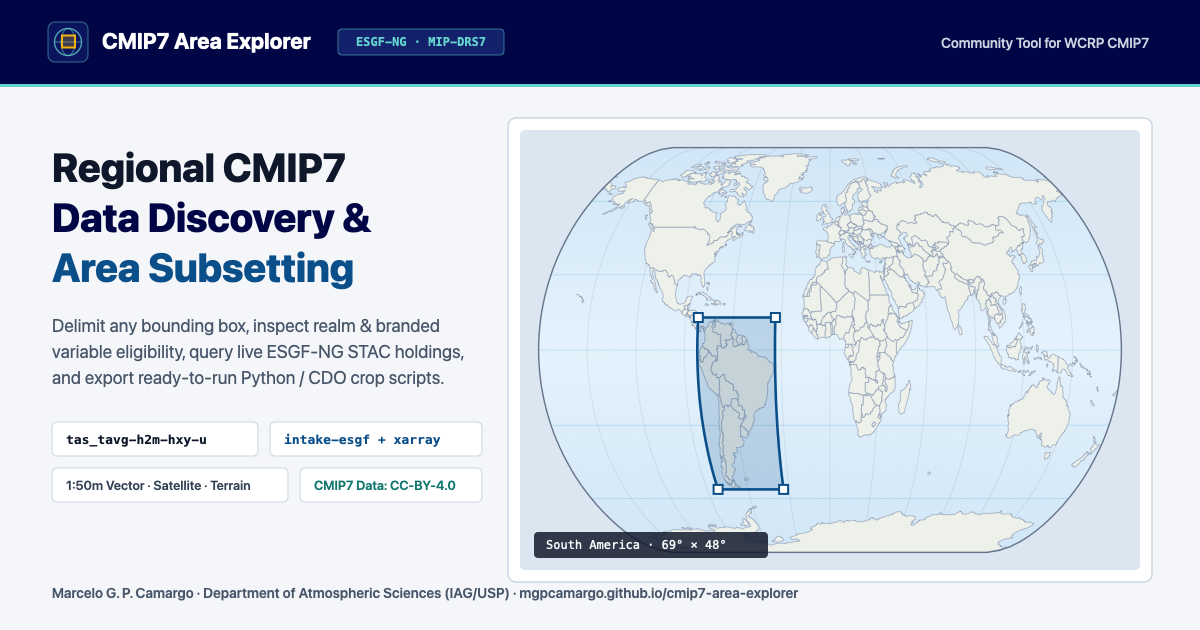 CMIP7 Area Explorer
ESGF-NG · MIP-DRS7
Community Tool for WCRP CMIP7
Regional CMIP7
Data Discovery &
Area Subsetting
Delimit any bounding box, inspect realm & branded
variable eligibility, query live ESGF-NG STAC holdings,
and export ready-to-run Python / CDO crop scripts.
tas_tavg-h2m-hxy-u
intake-esgf + xarray
1:50m Vector · Satellite · Terrain
CMIP7 Data: CC-BY-4.0
South America · 69° × 48°
Marcelo G. P. Camargo · Department of Atmospheric Sciences (IAG/USP) · mgpcamargo.github.io/cmip7-area-explorer